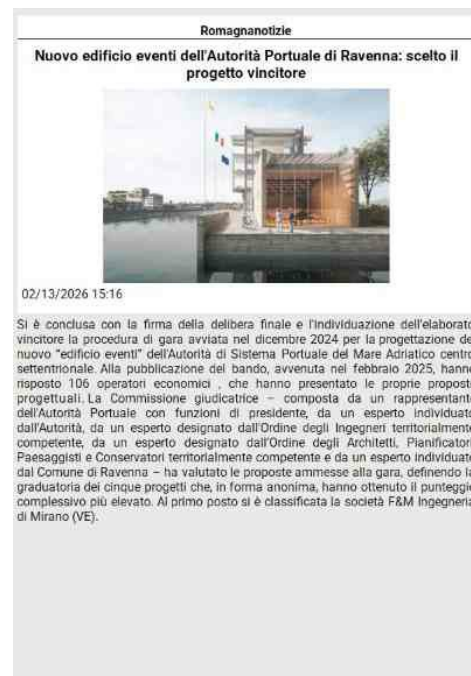 Romagnanotizie
Nuovo edificio eventi dell'Autorità Portuale di Ravenna: scelto il
progetto vincitore
02/13/2026 15:16
Si è conclusa con la firma della delibera finale e l'individuazione dell'elaborato
vincitore la procedura di gara avviata nel dicembre 2024 per la progettazione de
nuovo "edificio eventi" dell'Autorità di Sistema Portuale del Mare Adriatico centro
settentrionale. Alla pubblicazione del bando, avvenuta nel febbraio 2025, hanno
risposto 106 operatori economici , che hanno presentato le proprie propost
progettuali. La Commissione giudicatrice – composta da un rappresentant
dell'Autorità Portuale con funzioni di presidente, da un esperto individuat
dall'Autorità, da un esperto designato dall'Ordine degli Ingegneri territorialment
competente, da un esperto designato dall'Ordine degli Architetti, Pianificator
Paesaggisti e Conservatori territorialmente competente e da un esperto individuat
dal Comune di Ravenna – ha valutato le proposte ammesse alla gara, definendo la
graduatoria dei cinque progetti che, in forma anonima, hanno ottenuto il punteggi
complessivo più elevato. Al primo posto si è classificata la società F&M Ingegneria
di Mirano (VE).